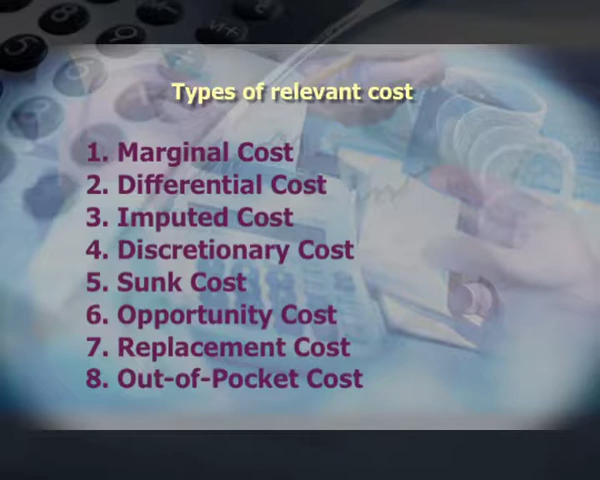 Types of relevant cost
1. Marginal Cost
2. Differential Cost
3. Imputed Cost
4. Discretionary Cost
5. Sunk Cost
6. Opportunity Cost
7. Replacement Cost
8. Out-of-Pocket Cost